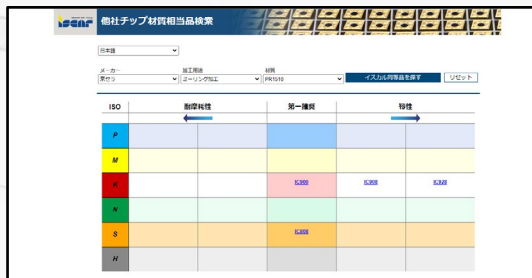 iscar 他社チップ材質相当品検索
日本語
メーカー 加工用途 材質
京セラ ミーリング加工 PR1510 イスカル同等品を探す リセット
ISO 耐摩耗性 第一推奨 靭性
P
M
K IC900 IC908 IC928
N
S IC808
H